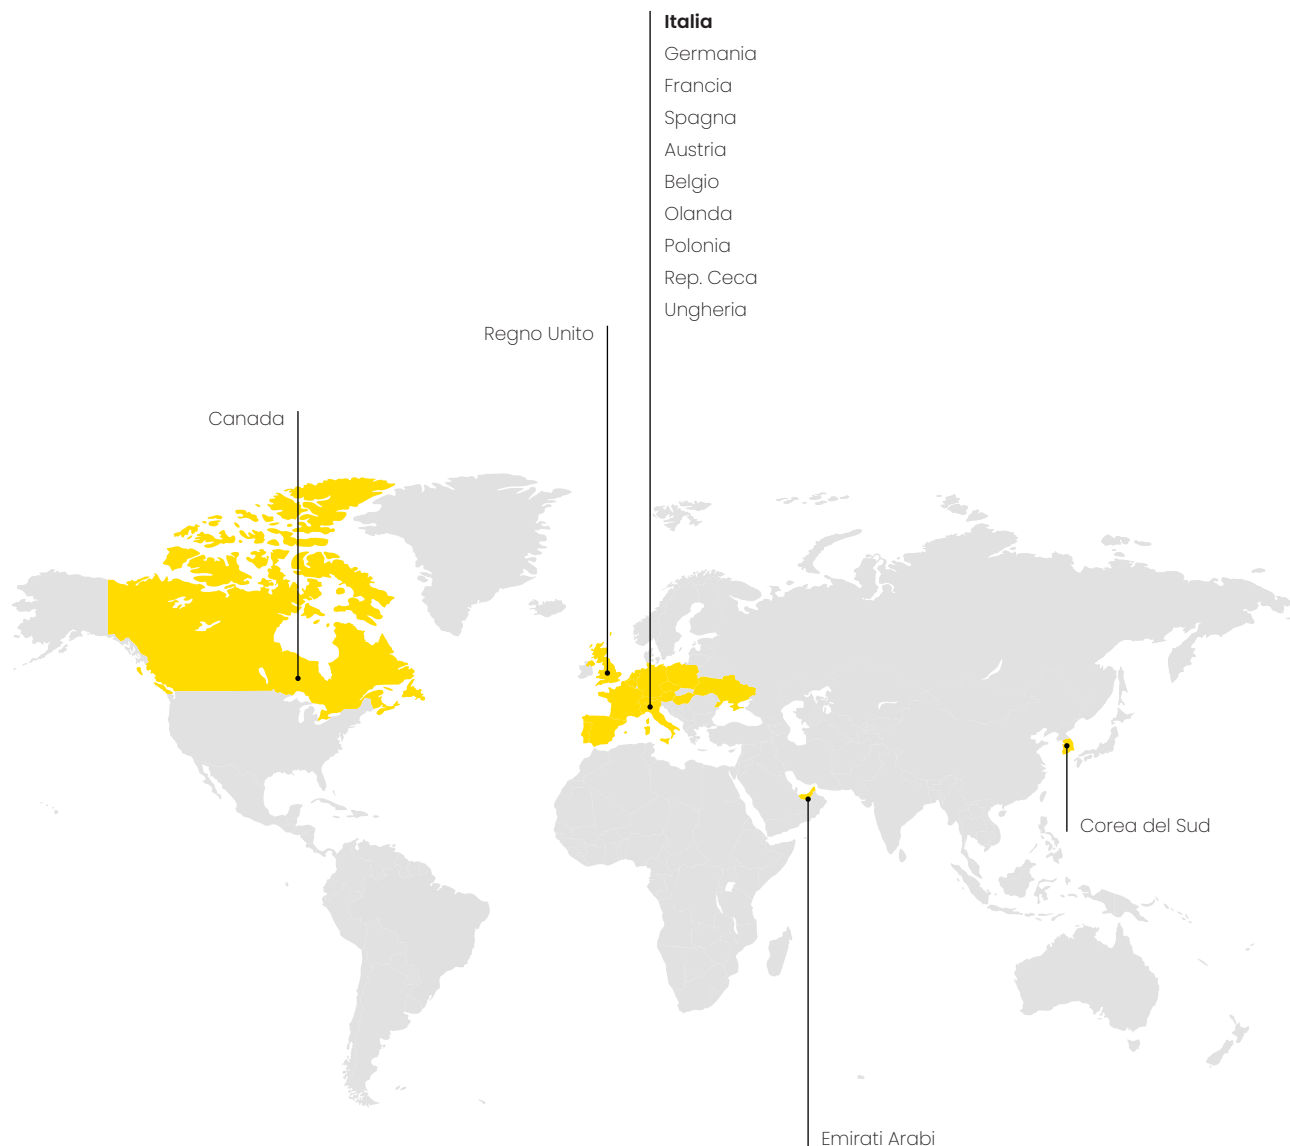 Italia
Germania
Francia
Spagna
Austria
Belgio
Olanda
Polonia
Rep. Ceca
Ungheria
Regno Unito
Canada
Corea del Sud
Emirati Arabi